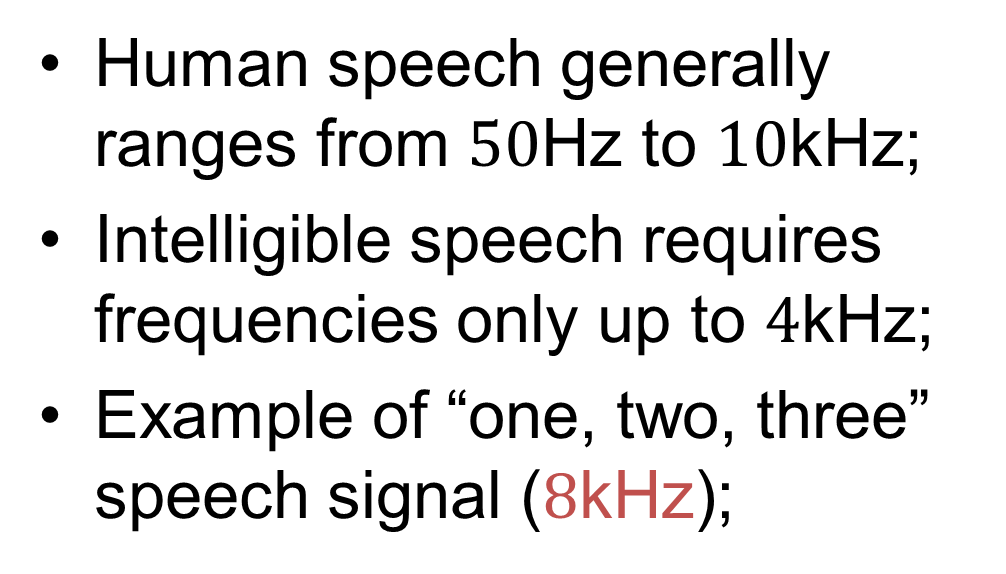 • Human speech generally
ranges from 50Hz to 10kHz;
• Intelligible speech requires
frequencies only up to 4kHz;
• Example of “one, two, three”
speech signal (8kHz);